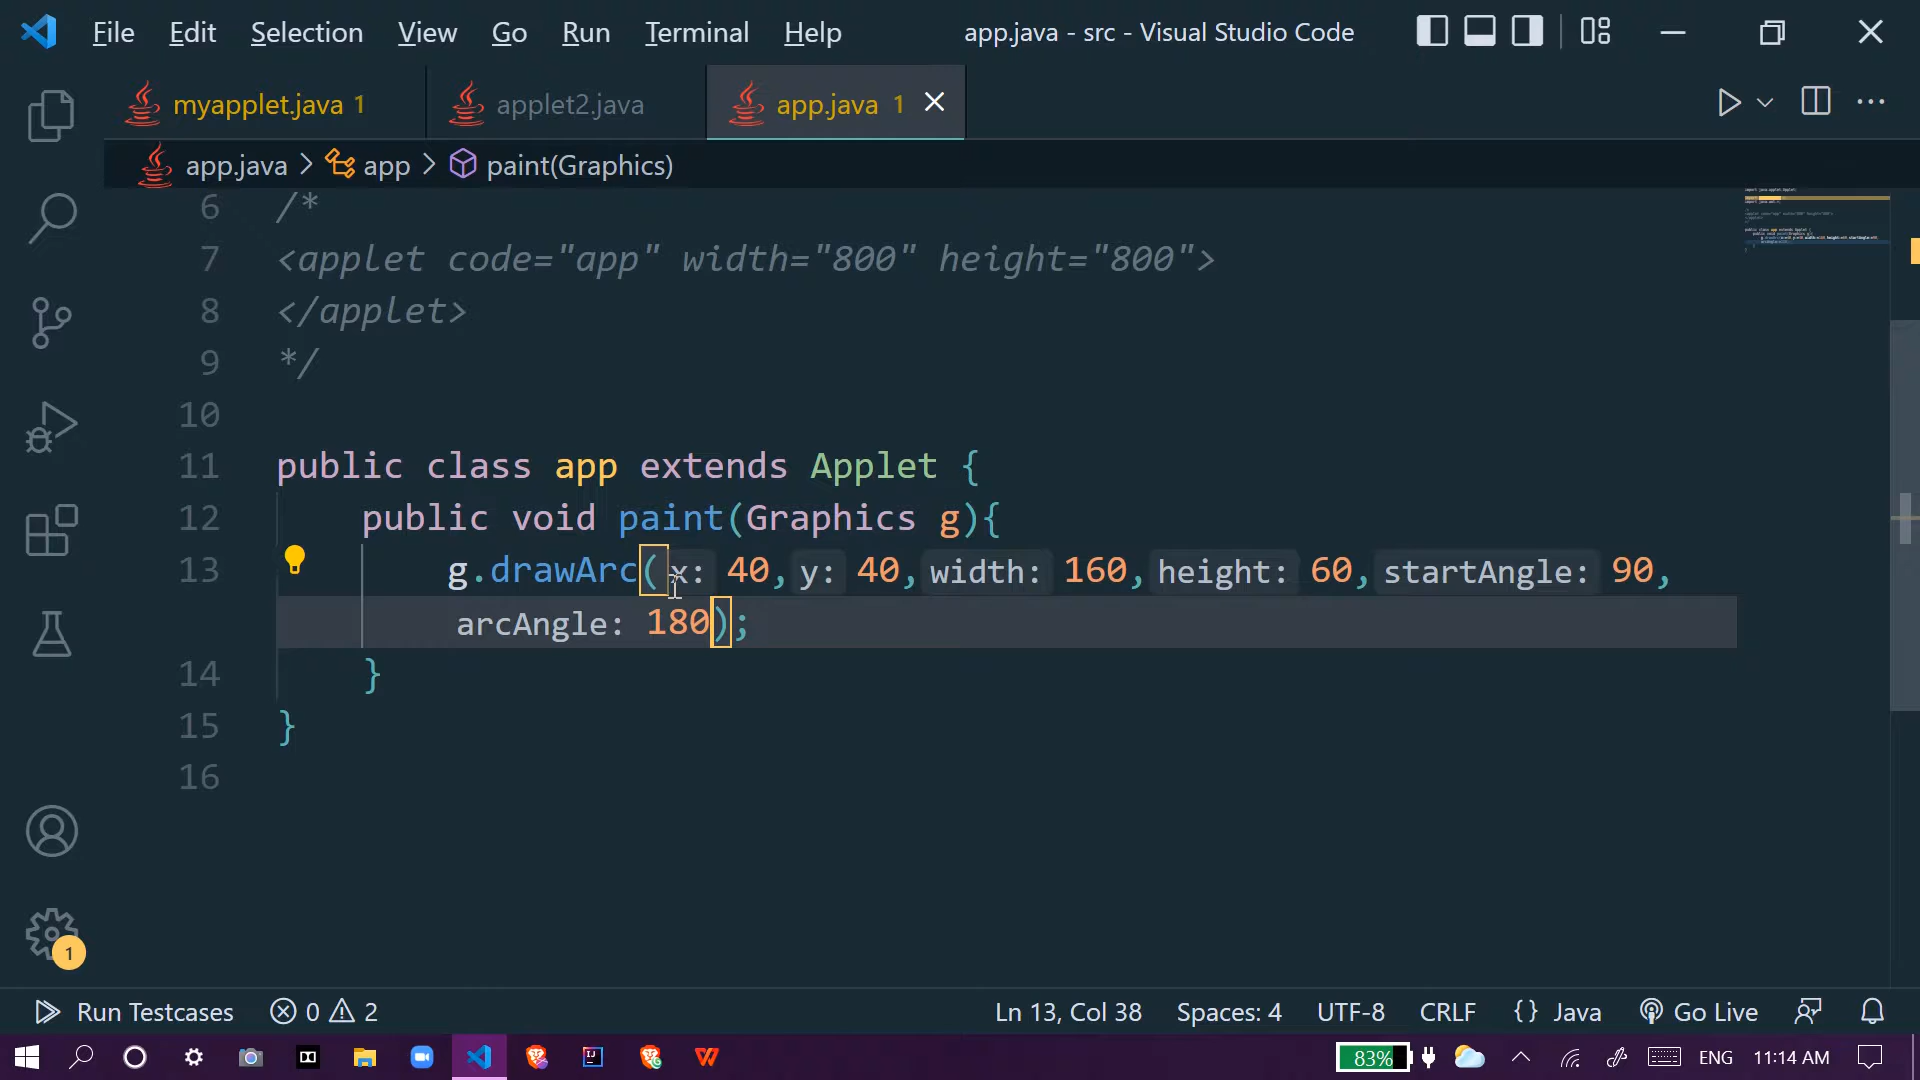 File Edit Selection View Go Run Terminal Help app.java - src - Visual Studio Code
myapplet.java 1 applet2.java app.java 1
app.java > app > paint(Graphics)
6 /*
7 <applet code="app" width="800" height="800">
8 </applet>
9 */
10
11 public class app extends Applet {
12 public void paint(Graphics g){
13 g.drawArc(x: 40, y: 40, width: 160, height: 60, startAngle: 90,
arcAngle: 180);
14 }
15 }
16
1
Run Testcases 0 2 Ln 13, Col 38 Spaces: 4 UTF-8 CRLF {} Java Go Live
83% ENG 11:14 AM